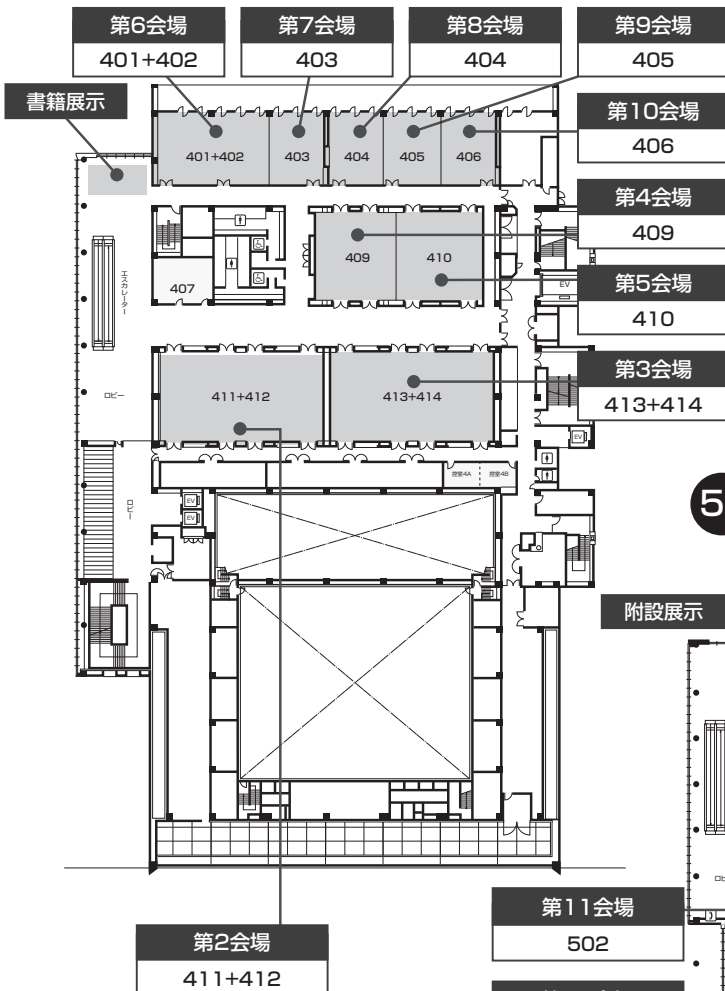 第6会場
401+402
第7会場
403
第8会場
404
第9会場
405
書籍展示
第10会場
406
401+402
403
404
405
406
第4会場
409
409
410
407
エスカレーター
EV
第5会場
410
第3会場
413+414
ロビー
411+412
413+414
EV
控室4A
控室4B
ロビー
EV
EV
5
附設展示
第11会場
502
第2会場
411+412